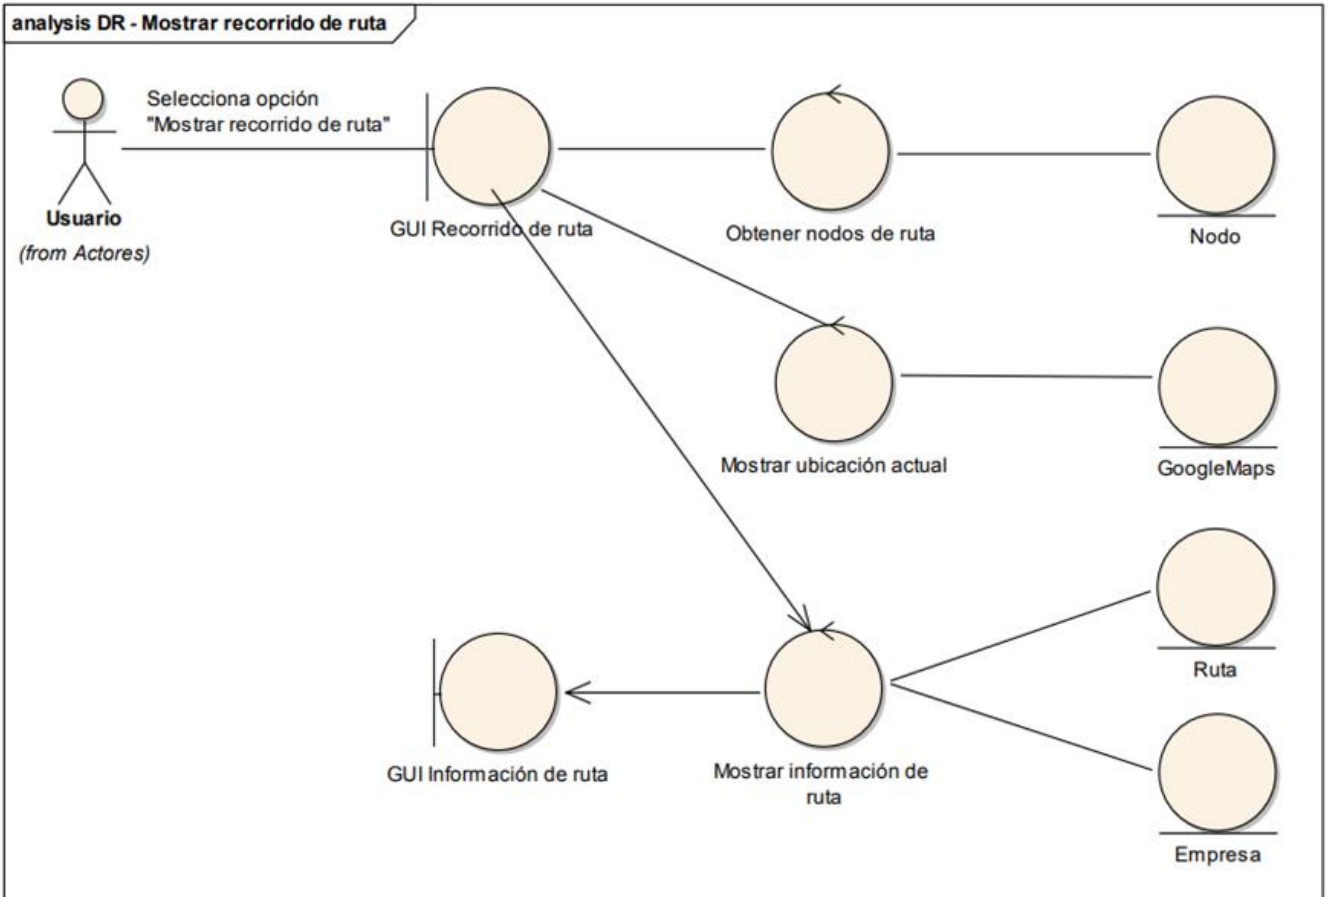 analysis DR - Mostrar recorrido de ruta
Selecciona opción
"Mostrar recorrido de ruta"
Usuario
(from Actores)
GUI Recorrido de ruta
Obtener nodos de ruta
Nodo
Mostrar ubicación actual
GoogleMaps
Ruta
GUI Información de ruta
Mostrar información de
ruta
Empresa